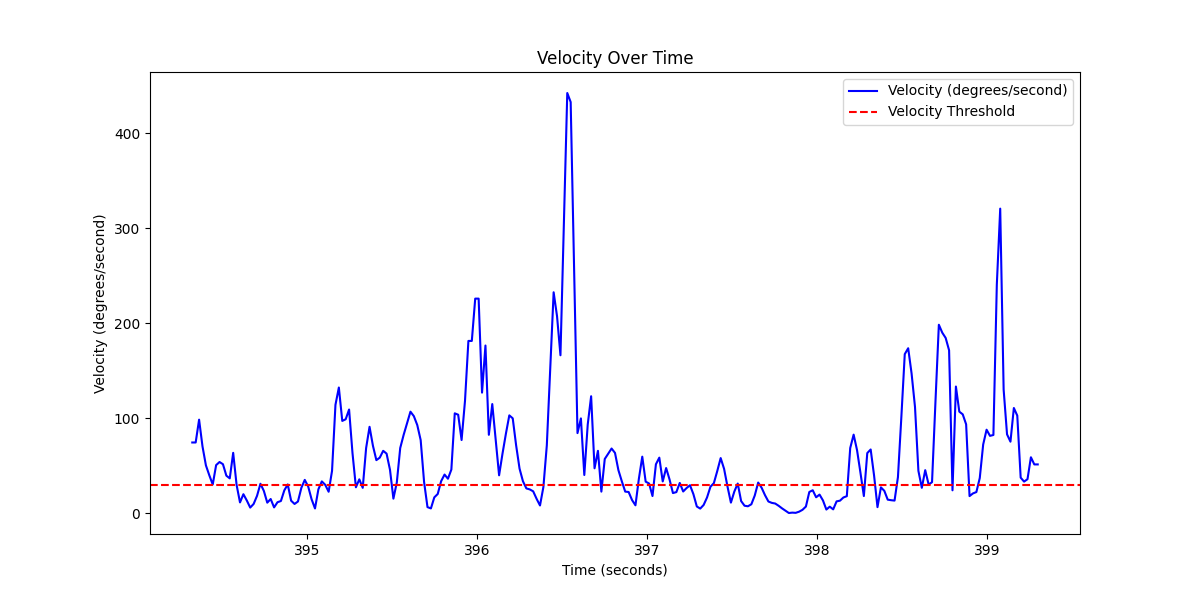 Velocity Over Time
Velocity (degrees/second)
Velocity Threshold
Velocity (degrees/second)
400
300
200
100
0
395
396
397
398
399
Time (seconds)